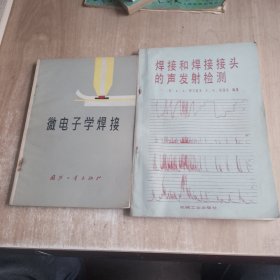 微电子学焊接
国防工业出版社
焊接和焊接接头
的声发射检测
机械工业出版社